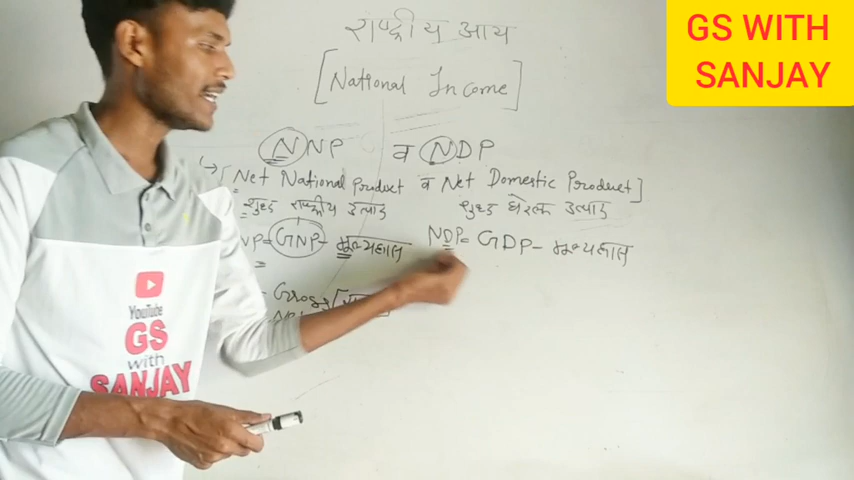 GS WITH
SANJAY
राष्ट्रीय आय
[National Income]
NNP व NDP
↳ [Net National Product व Net Domestic Product]
शुद्ध राष्ट्रीय उत्पाद शुद्ध घरेलू उत्पाद
NP = GNP - मूल्यह्रास NDP = GDP - मूल्यह्रास
= Gross
YouTube
GS
with
SANJAY